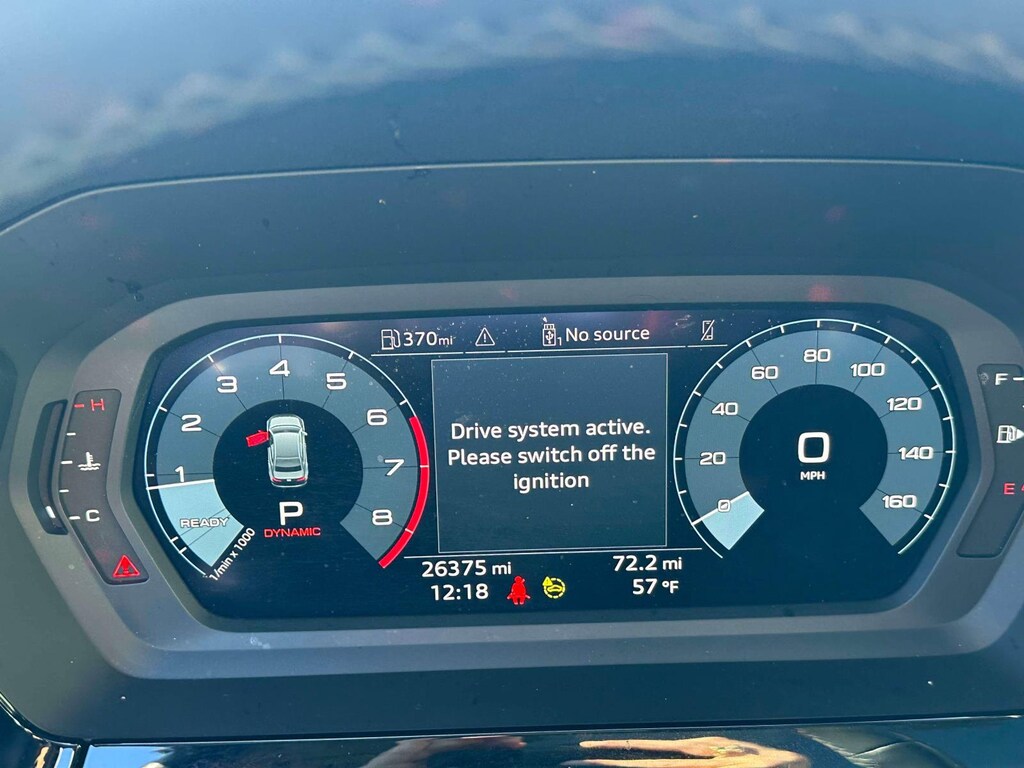 370mi
1 No source
4
3
5
2
6
1
7
8
READY
1/min x 1000
P
DYNAMIC
Drive system active.
Please switch off the
ignition
80
60
100
40
120
20
140
0
160
0
MPH
H
C
F
E
26375 mi
72.2 mi
12:18
57 °F